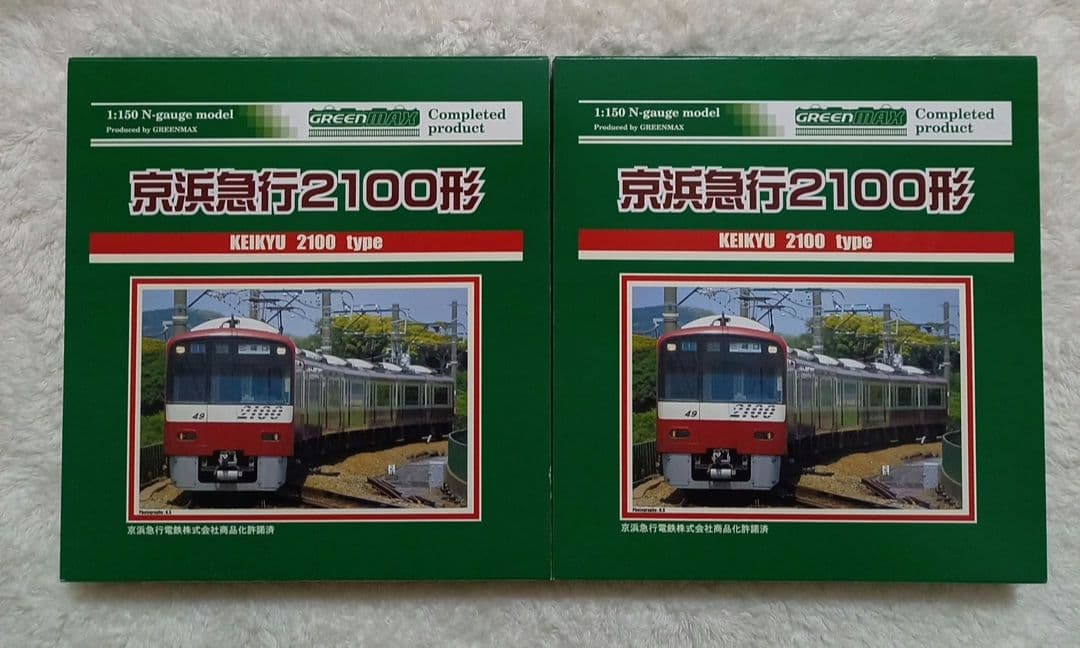 1:150 N-gauge model
Produced by GREENMAX
GREENMAX
Completed
product
京浜急行2100形
KEIKYU 2100 type
49
2100
Photography: K.S
京浜急行電鉄株式会社商品化許諾済
1:150 N-gauge model
Produced by GREENMAX
GREENMAX
Completed
product
京浜急行2100形
KEIKYU 2100 type
49
2100
Photography: K.S
京浜急行電鉄株式会社商品化許諾済